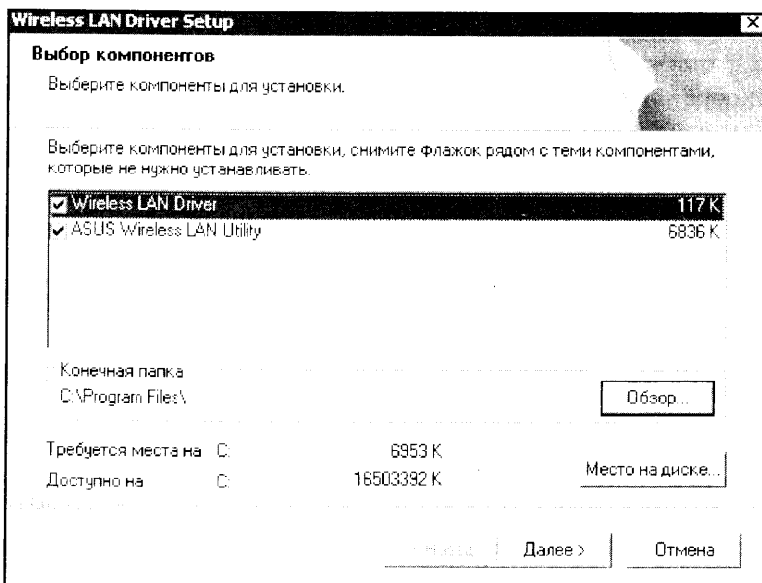 Wireless LAN Driver Setup
Выбор компонентов
Выберите компоненты для установки.
Выберите компоненты для установки, снимите флажок рядом с теми компонентами,
которые не нужно устанавливать.
Wireless LAN Driver 117 K
ASUS Wireless LAN Utility 6836 K
Конечная папка
C:\Program Files\
Обзор...
Требуется места на C: 6953 K
Доступно на C: 16503392 K
Место на диске...
< Назад Далее > Отмена